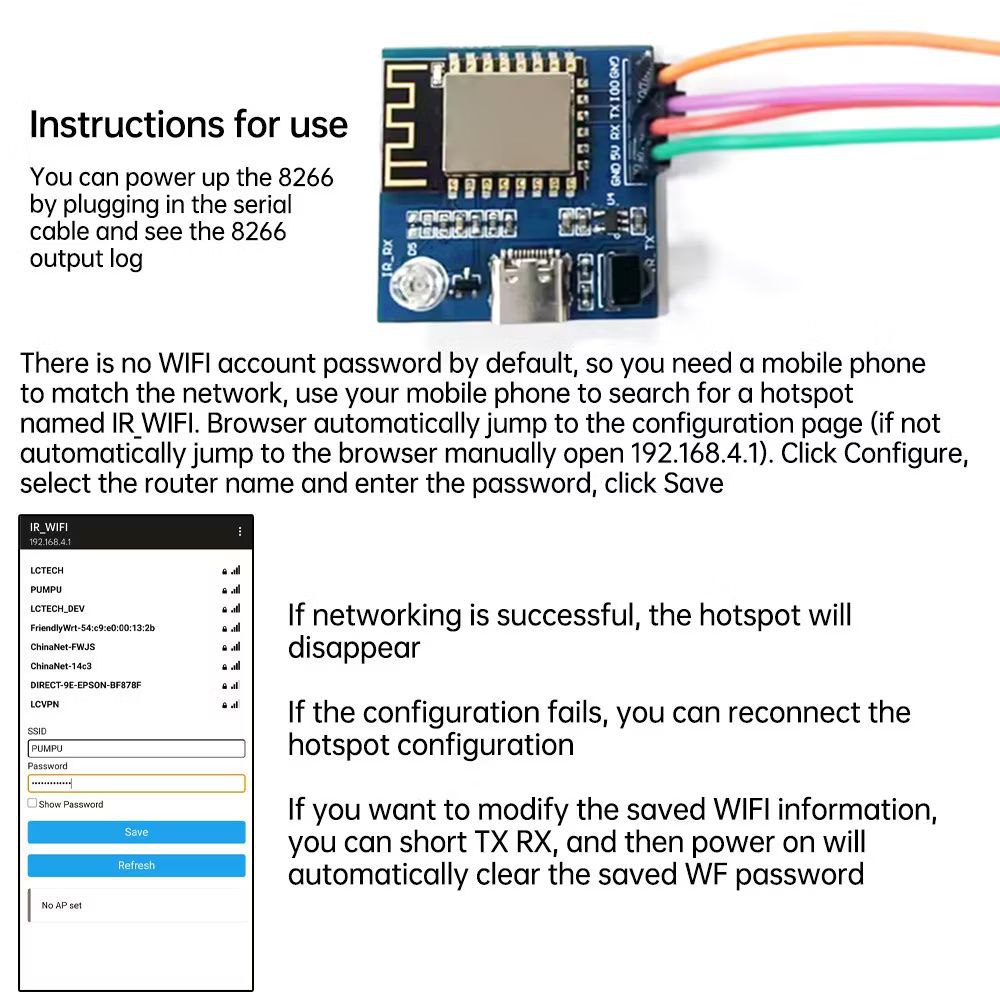 Instructions for use
You can power up the 8266
by plugging in the serial
cable and see the 8266
output log
GND 5V RX TX IO0 GND
U4
IR_RX
D5
TX
There is no WIFI account password by default, so you need a mobile phone
to match the network, use your mobile phone to search for a hotspot
named IR_WIFI. Browser automatically jump to the configuration page (if not
automatically jump to the browser manually open 192.168.4.1). Click Configure,
select the router name and enter the password, click Save
IR_WIFI
192.168.4.1
LCTECH
PUMPU
LCTECH_DEV
FriendlyWrt-54:c9:e0:00:13:2b
ChinaNet-FWJS
ChinaNet-14c3
DIRECT-9E-EPSON-BF878F
LCVPN
SSID
PUMPU
Password
•••••••••••••
Show Password
Save
Refresh
No AP set
If networking is successful, the hotspot will
disappear
If the configuration fails, you can reconnect the
hotspot configuration
If you want to modify the saved WIFI information,
you can short TX RX, and then power on will
automatically clear the saved WF password